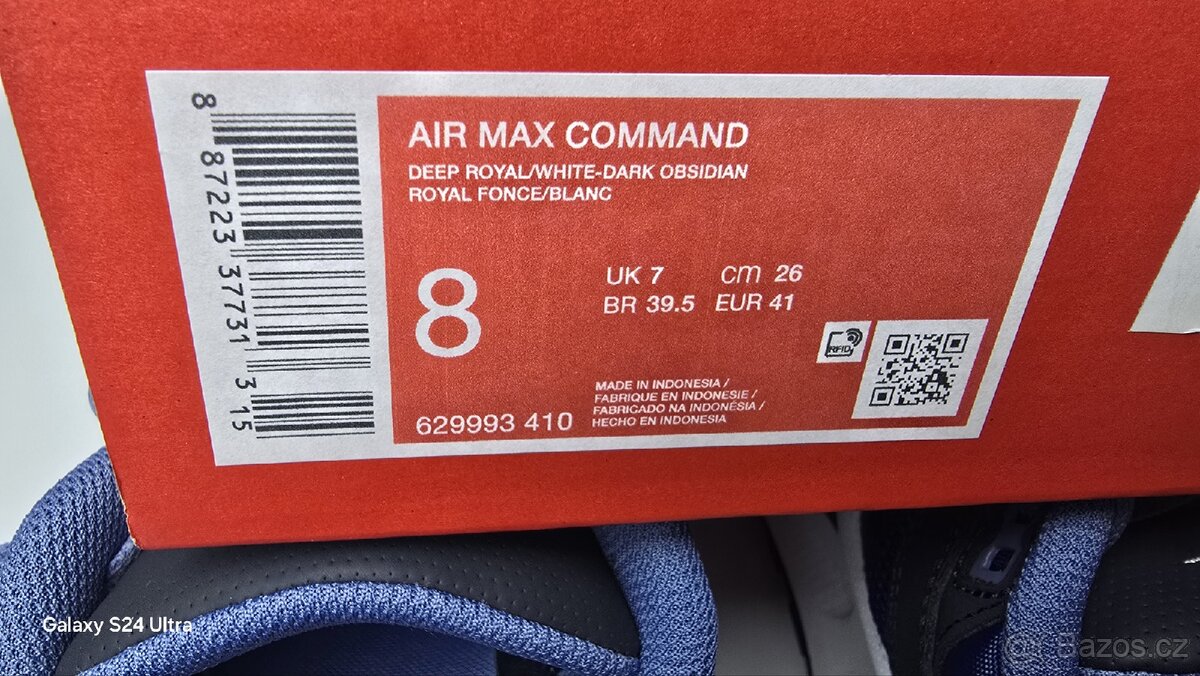 AIR MAX COMMAND
DEEP ROYAL/WHITE-DARK OBSIDIAN
ROYAL FONCE/BLANC
8
UK 7 cm 26
BR 39.5 EUR 41
RFID
MADE IN INDONESIA /
FABRIQUE EN INDONESIE /
FABRICADO NA INDONÉSIA /
HECHO EN INDONESIA
629993 410
8 87223 37731 3 15
Galaxy S24 Ultra
Bazos.cz